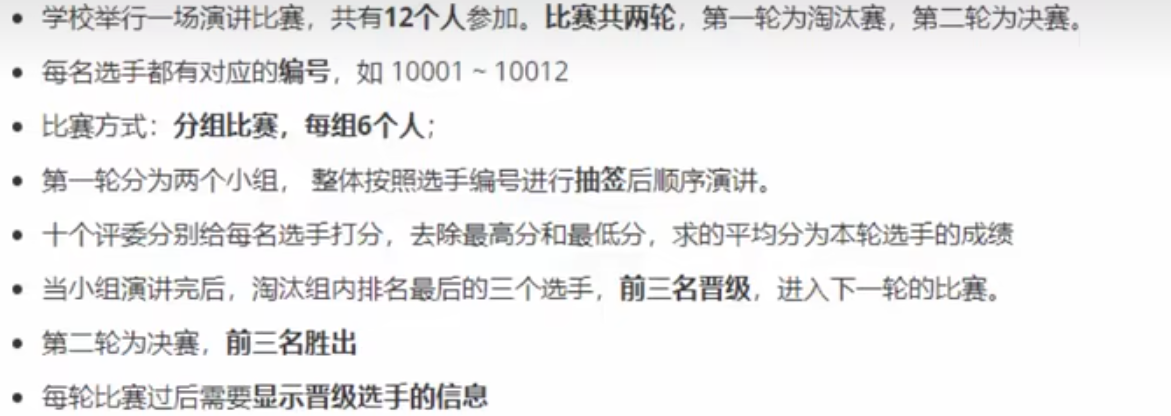 • 学校举行一场演讲比赛，共有12个人参加。比赛共两轮，第一轮为淘汰赛，第二轮为决赛。
• 每名选手都有对应的编号，如 10001 ~ 10012
• 比赛方式：分组比赛，每组6个人；
• 第一轮分为两个小组， 整体按照选手编号进行抽签后顺序演讲。
• 十个评委分别给每名选手打分，去除最高分和最低分，求的平均分为本轮选手的成绩
• 当小组演讲完后，淘汰组内排名最后的三个选手，前三名晋级，进入下一轮的比赛。
• 第二轮为决赛，前三名胜出
• 每轮比赛过后需要显示晋级选手的信息